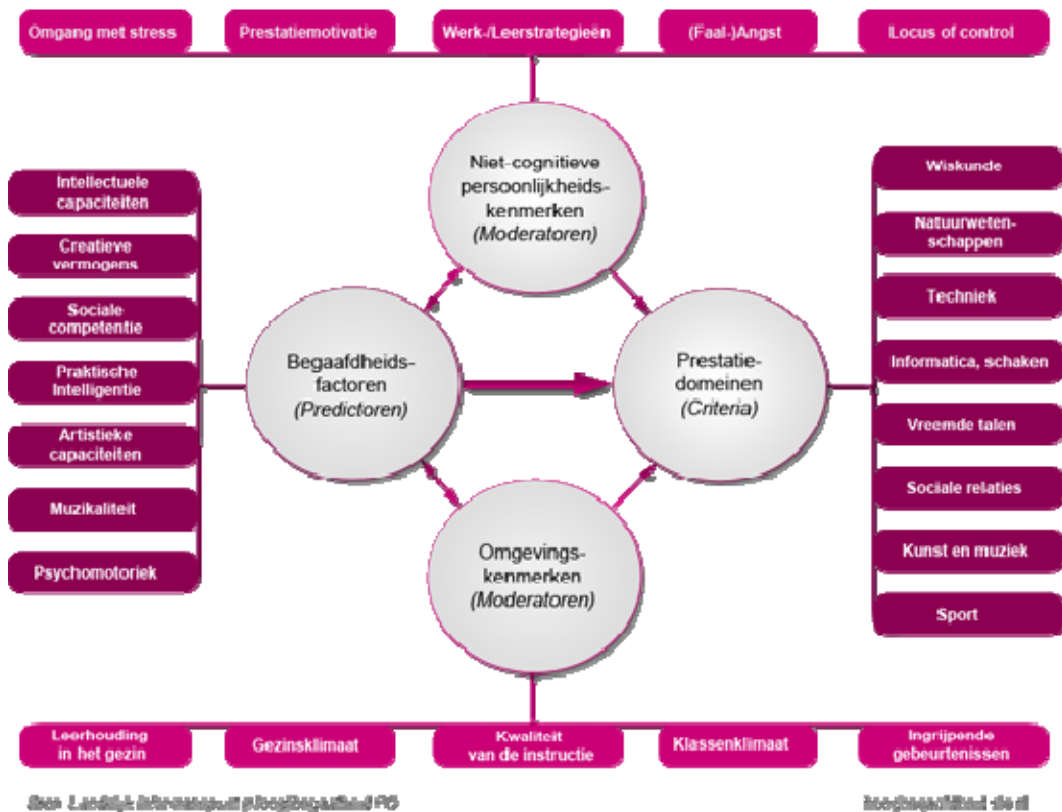 Omgang met stress
Prestatiemotivatie
Werk-/Leerstrategieën
(Faal-)Angst
Locus of control
Niet-cognitieve
persoonlijkheids-
kenmerken
(Moderatoren)
Intellectuele
capaciteiten
Creatieve
vermogens
Sociale
competentie
Praktische
Intelligentie
Artistieke
capaciteiten
Muzikaliteit
Psychomotoriek
Begaafdheids-
factoren
(Predictoren)
Prestatie-
domeinen
(Criteria)
Wiskunde
Natuurweten-
schappen
Techniek
Informatica, schaken
Vreemde talen
Sociale relaties
Kunst en muziek
Sport
Omgevings-
kenmerken
(Moderatoren)
Leerhouding
in het gezin
Gezinsklimaat
Kwaliteit
van de instructie
Klassenklimaat
Ingrijpende
gebeurtenissen